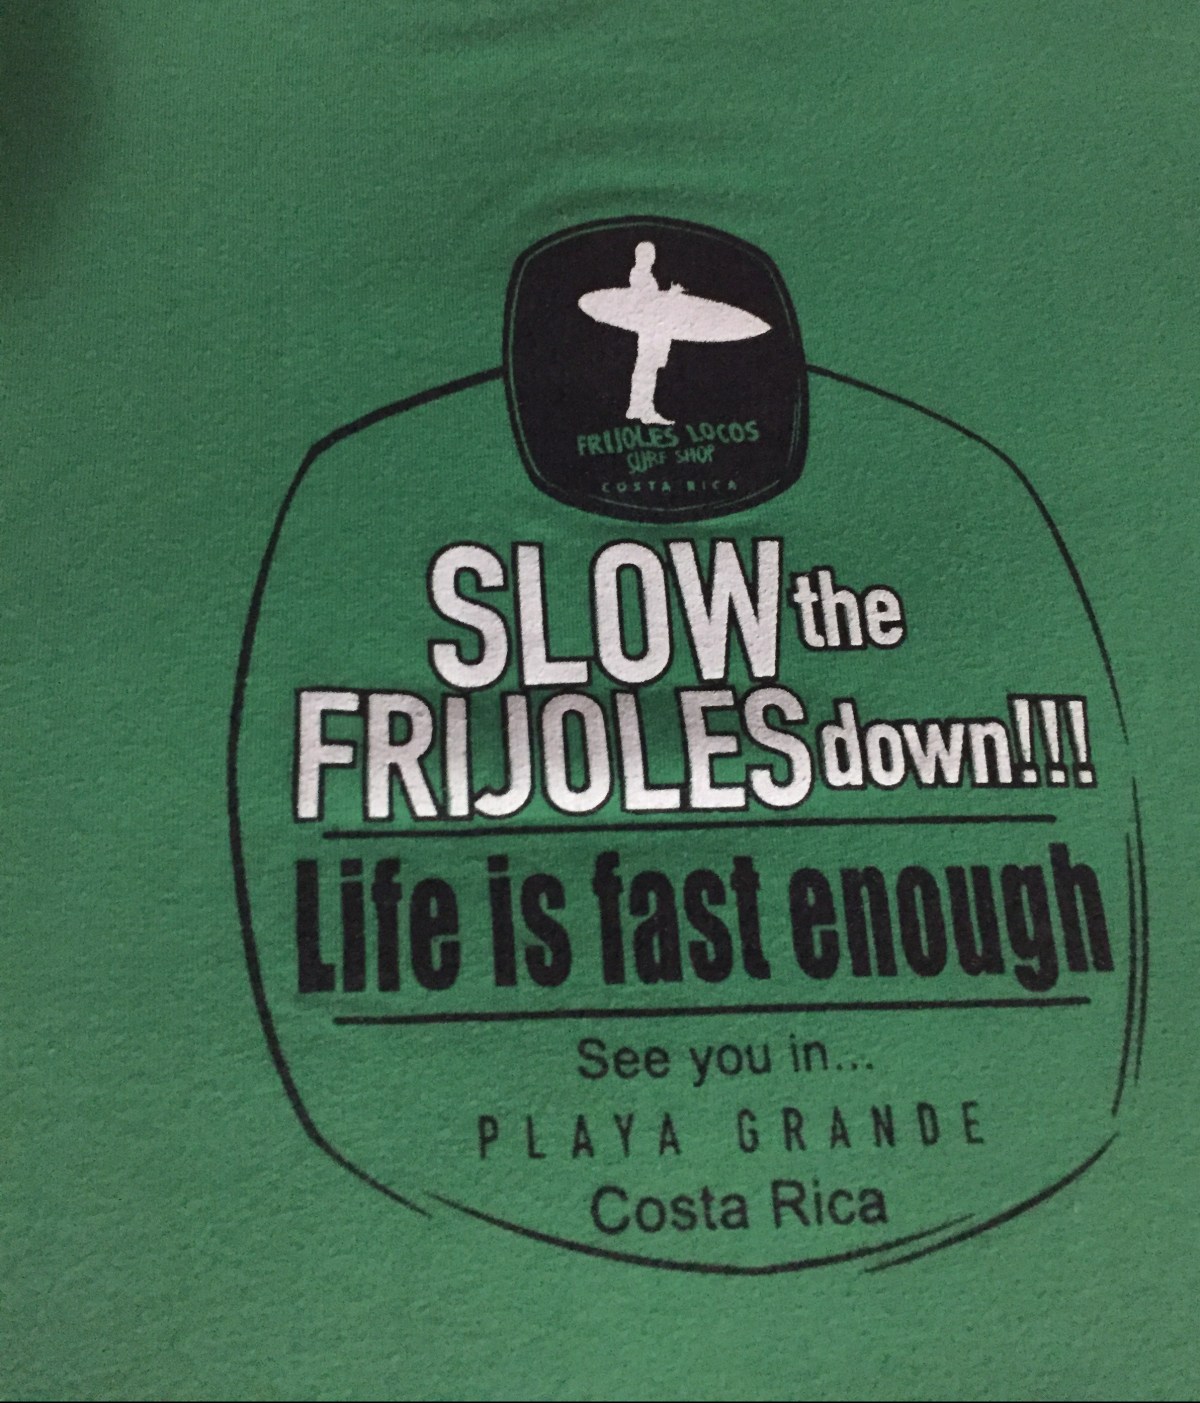 FRIJOLES LOCOS
SURF SHOP
COSTA RICA
SLOW the
FRIJOLES down!!!
Life is fast enough
See you in...
PLAYA GRANDE
Costa Rica